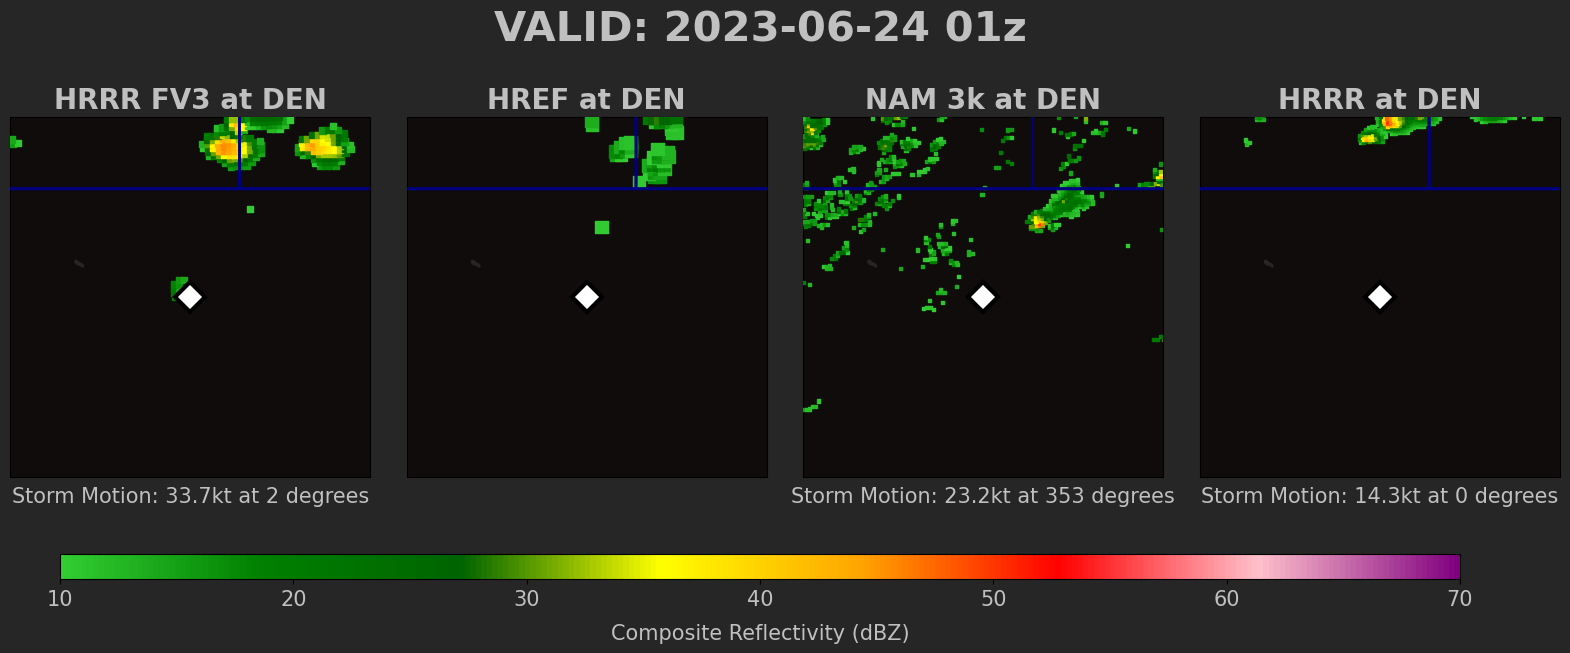 VALID: 2023-06-24 01z
HRRR FV3 at DEN
HREF at DEN
NAM 3k at DEN
HRRR at DEN
Storm Motion: 33.7kt at 2 degrees
Storm Motion: 23.2kt at 353 degrees
Storm Motion: 14.3kt at 0 degrees
10 20 30 40 50 60 70
Composite Reflectivity (dBZ)